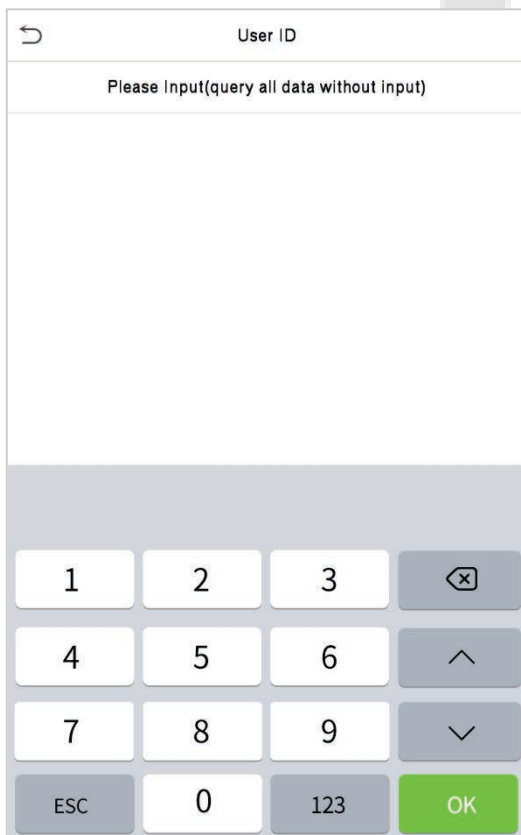 User ID
Please Input(query all data without input)
1 2 3
4 5 6
7 8 9
ESC 0 123 OK